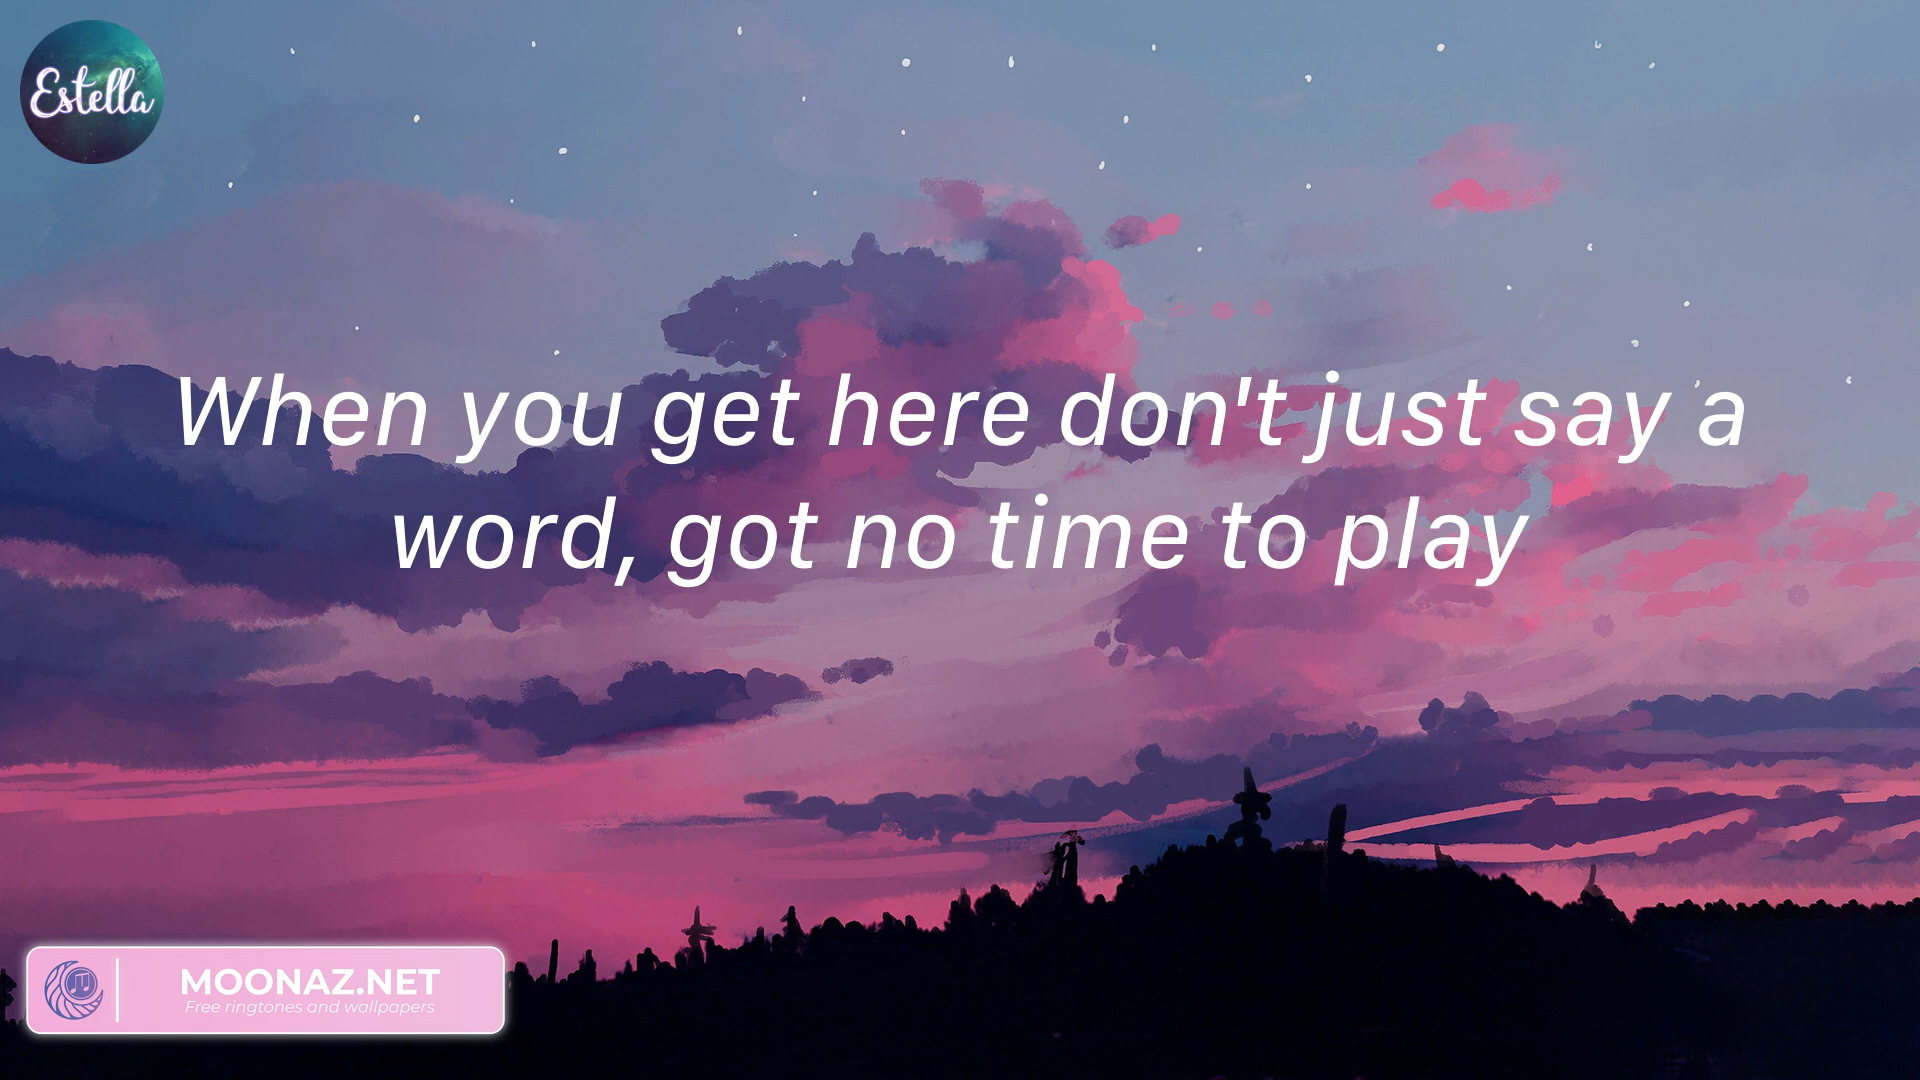 Estella
When you get here don't just say a
word, got no time to play
MOONAZ.NET
Free ringtones and wallpapers